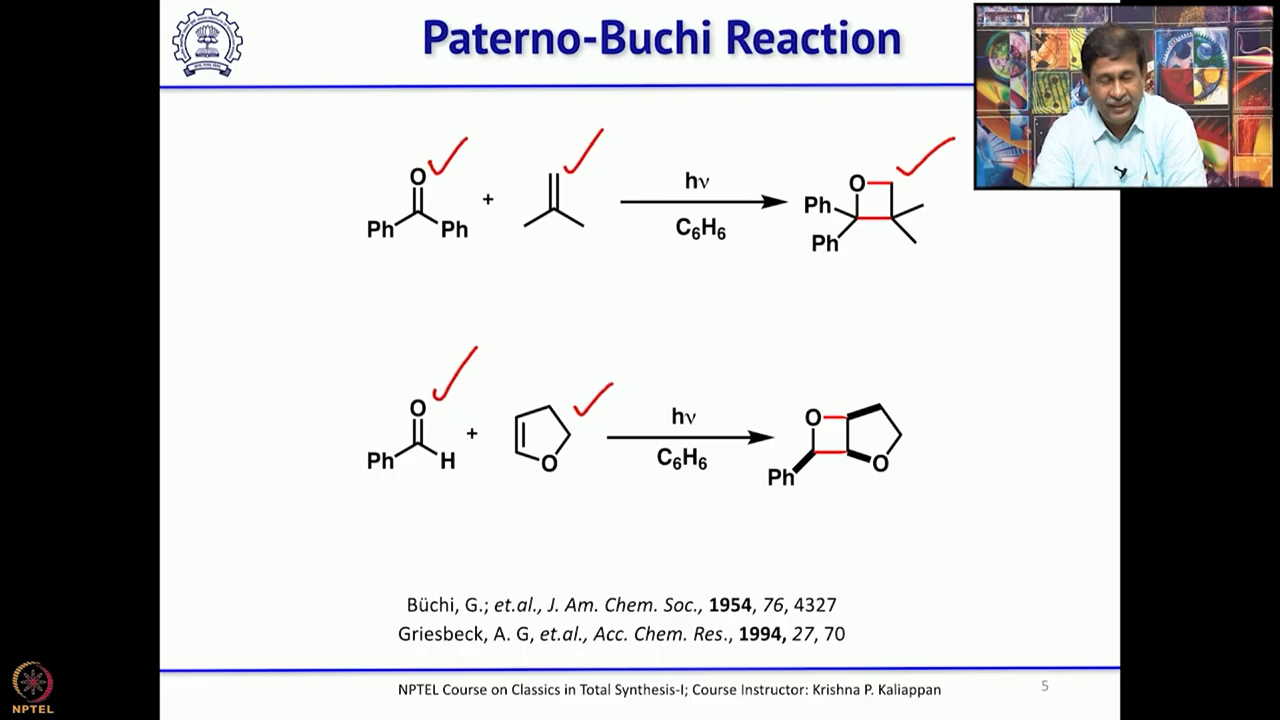 Paterno-Buchi Reaction
O
Ph Ph
+
hν
C6H6
O
Ph
Ph
O
Ph H
+
O
hν
C6H6
O
O
Ph
Büchi, G.; et.al., J. Am. Chem. Soc., 1954, 76, 4327
Griesbeck, A. G, et.al., Acc. Chem. Res., 1994, 27, 70
NPTEL Course on Classics in Total Synthesis-I; Course Instructor: Krishna P. Kaliappan
5
NPTEL